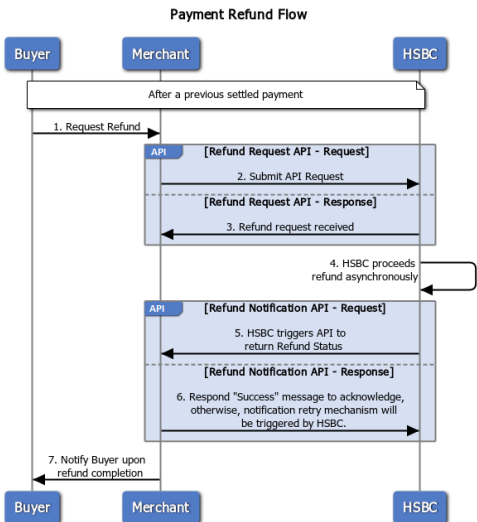 Payment Refund Flow
Buyer
Merchant
HSBC
After a previous settled payment
1. Request Refund
API
[Refund Request API - Request]
2. Submit API Request
[Refund Request API - Response]
3. Refund request received
4. HSBC proceeds
refund asynchronously
API
[Refund Notification API - Request]
5. HSBC triggers API to
return Refund Status
[Refund Notification API - Response]
6. Respond "Success" message to acknowledge,
otherwise, notification retry mechanism will
be triggered by HSBC.
7. Notify Buyer upon
refund completion
Buyer
Merchant
HSBC